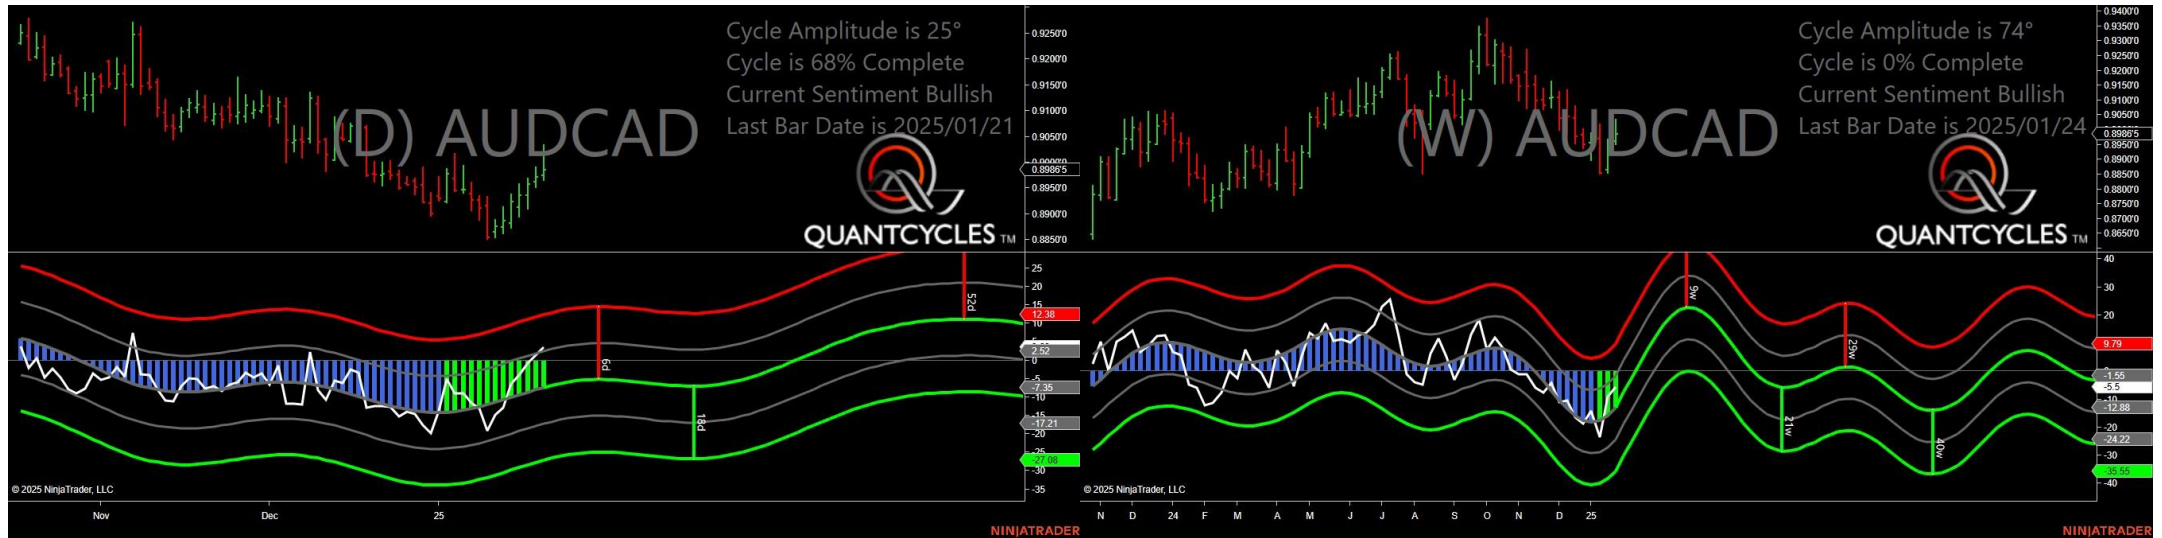 Cycle Amplitude is 25°
Cycle is 68% Complete
Current Sentiment Bullish
Last Bar Date is 2025/01/21
(D) AUDCAD
QUANTCYCLES TM
0.9250'0
0.9200'0
0.9150'0
0.9100'0
0.9050'0
0.9000'0
0.8986'5
0.8950'0
0.8900'0
0.8850'0
25
20
15
12.38
10
5
2.52
0
-5
-7.35
-10
-15
-17.21
-20
-27.08
-30
-35
6d
18d
52d
© 2025 NinjaTrader, LLC
Nov Dec 25
NINJATRADER
Cycle Amplitude is 74°
Cycle is 0% Complete
Current Sentiment Bullish
Last Bar Date is 2025/01/24
(W) AUDCAD
QUANTCYCLES TM
0.9400'0
0.9350'0
0.9300'0
0.9250'0
0.9200'0
0.9150'0
0.9100'0
0.9050'0
0.8986'5
0.8950'0
0.8900'0
0.8850'0
0.8800'0
0.8750'0
0.8700'0
0.8650'0
40
30
20
9.79
-1.55
-5.5
-10
-12.88
-20
-24.22
-30
-35.55
-40
9w
21w
29w
40w
© 2025 NinjaTrader, LLC
N D 24 F M A M J J A S O N D 25
NINJATRADER